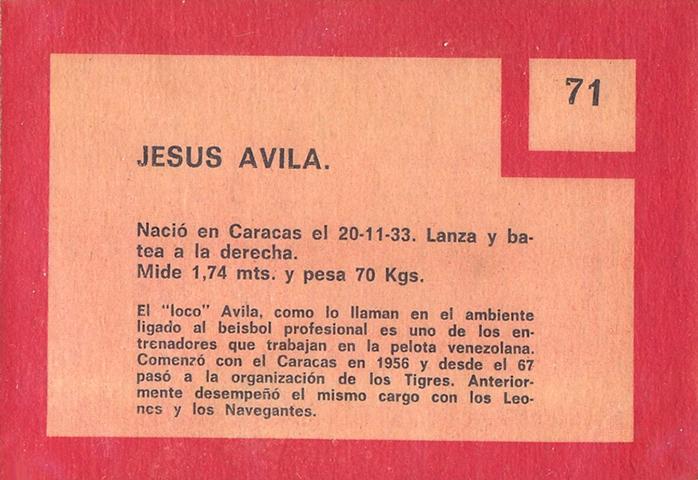 71
JESUS AVILA.
Nació en Caracas el 20-11-33. Lanza y ba-
tea a la derecha.
Mide 1,74 mts. y pesa 70 Kgs.
El "loco" Avila, como lo llaman en el ambiente
ligado al beisbol profesional es uno de los en-
trenadores que trabajan en la pelota venezolana.
Comenzó con el Caracas en 1956 y desde el 67
pasó a la organización de los Tigres. Anterior-
mente desempeñó el mismo cargo con los Leo-
nes y los Navegantes.